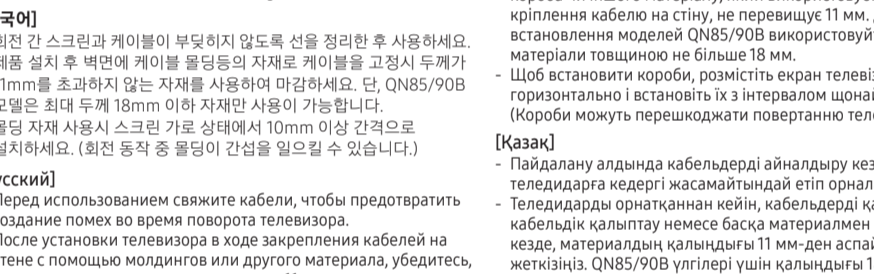 국어]
회전 간 스크린과 케이블이 부딪히지 않도록 선을 정리한 후 사용하세요.
제품 설치 후 벽면에 케이블 몰딩등의 자재로 케이블을 고정시 두께가
11mm를 초과하지 않는 자재를 사용하여 마감하세요. 단, QN85/90B
모델은 최대 두께 18mm 이하 자재만 사용이 가능합니다.
몰딩 자재 사용시 스크린 가로 상태에서 10mm 이상 간격으로
설치하세요. (회전 동작 중 몰딩이 간섭을 일으킬 수 있습니다.)
усский]
Перед использованием свяжите кабели, чтобы предотвратить
создание помех во время поворота телевизора.
После установки телевизора в ходе закрепления кабелей на
стене с помощью молдингов или другого материала, убедитесь,
кріплення кабелю на стіну, не перевищує 11 мм.
встановлення моделей QN85/90B використовуй
матеріали товщиною не більше 18 мм.
- Щоб встановити короби, розмістіть екран телеві
горизонтально і встановіть їх з інтервалом щона
(Короби можуть перешкоджати повертанню тел
[Қазақ]
- Пайдалану алдында кабельдерді айналдыру кез
теледидарға кедергі жасамайтындай етіп орнал
- Теледидарды орнатқаннан кейін, кабельдерді қа
кабельдік қалыптау немесе басқа материалмен
кезде, материалдың қалыңдығы 11 мм-ден аспай
жеткізіңіз. QN85/90B үлгілері үшін қалыңдығы 1